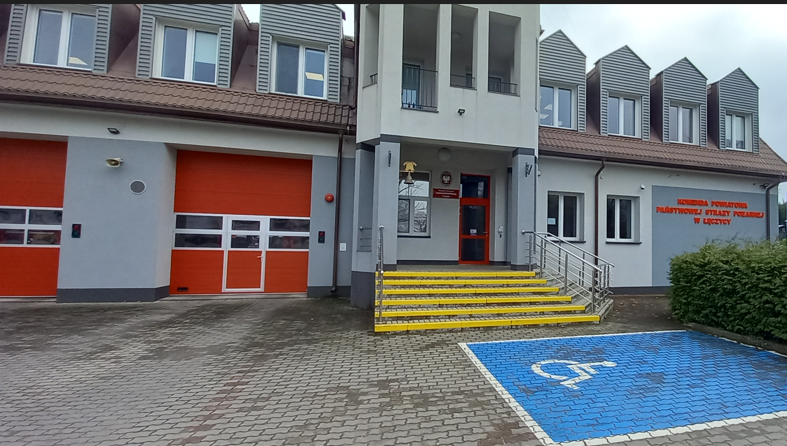 KOMENDA POWIATOWA
PAŃSTWOWEJ STRAŻY POŻARNEJ
W ŁĘCZYCY